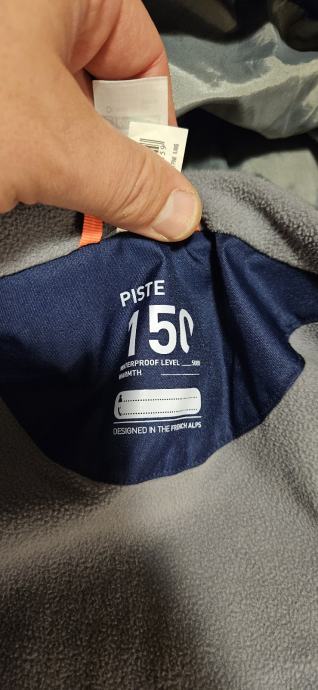 PISTE
150
WATERPROOF LEVEL
WARMTH
DESIGNED IN THE FRENCH ALPS